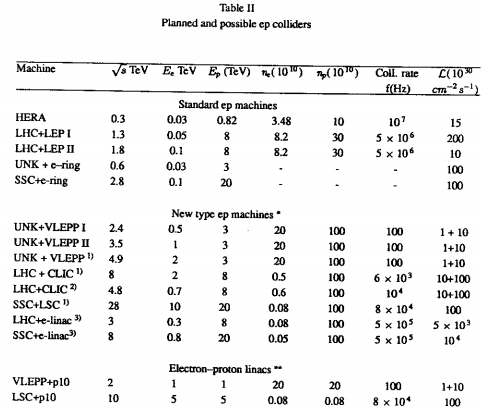 Table II
Planned and possible ep colliders
Machine √s TeV E_e TeV E_p (TeV) n_e(10^10) n_p(10^10) Coll. rate f(Hz) ℒ(10^30 cm^-2 s^-1)
Standard ep machines
HERA 0.3 0.03 0.82 3.48 10 10^7 15
LHC+LEP I 1.3 0.05 8 8.2 30 5 × 10^6 200
LHC+LEP II 1.8 0.1 8 8.2 30 5 × 10^6 10
UNK + e-ring 0.6 0.03 3 - - - 100
SSC+e-ring 2.8 0.1 20 - - - 100
New type ep machines *
UNK+VLEPP I 2.4 0.5 3 20 100 100 1÷10
UNK+VLEPP II 3.5 1 3 20 100 100 1÷10
UNK + VLEPP 1) 4.9 2 3 20 100 100 1÷10
LHC + CLIC 1) 8 2 8 0.5 100 6 × 10^3 10÷100
LHC+CLIC 2) 4.8 0.7 8 0.6 100 10^4 10÷100
SSC+LSC 1) 28 10 20 0.08 100 8 × 10^4 100
LHC+e-linac 3) 3 0.3 8 0.08 100 5 × 10^5 5 × 10^3
SSC+e-linac 3) 8 0.8 20 0.05 100 5 × 10^5 10^4
Electron-proton linacs **
VLEPP+p10 2 1 1 20 20 100 1÷10
LSC+p10 10 5 5 0.08 0.08 8 × 10^4 100